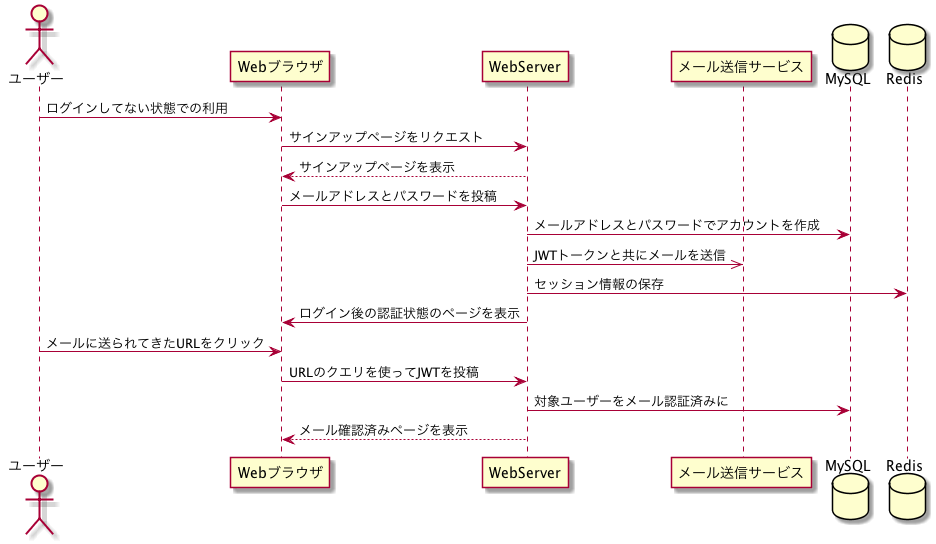 ユーザー
Webブラウザ
WebServer
メール送信サービス
MySQL
Redis
ログインしてない状態での利用
サインアップページをリクエスト
サインアップページを表示
メールアドレスとパスワードを投稿
メールアドレスとパスワードでアカウントを作成
JWTトークンと共にメールを送信
セッション情報の保存
ログイン後の認証状態のページを表示
メールに送られてきたURLをクリック
URLのクエリを使ってJWTを投稿
対象ユーザーをメール認証済みに
メール確認済みページを表示
ユーザー
Webブラウザ
WebServer
メール送信サービス
MySQL
Redis